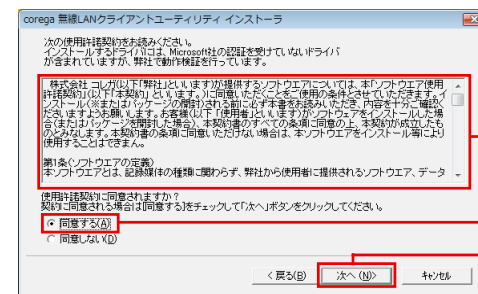 corega 無線LANクライアントユーティリティ インストーラ
次の使用許諾契約をお読みください。
インストールするドライバには、Microsoft社の認証を受けていないドライバ
が含まれていますが、弊社で動作検証を行っています。
株式会社 コレガ(以下「弊社」といいます)が提供するソフトウエアについては、本「ソフトウエア使用
許諾契約」(以下「本契約」といいます。)に同意いただくことをご使用の条件とさせていただきます。イ
ンストール(※またはパッケージの開封)される前に必ず本書をお読みいただき、内容を十分ご確認く
ださいますようお願いします。お客様(以下「使用者」といいます)がソフトウェアをインストールした場
合(またはパッケージを開封した場合)、本契約書のすべての条項に同意の上、本契約が成立したも
のとみなします。本契約書の条項に同意いただけない場合は、本ソフトウエアをインストール等により
使用することはできません。
第1条(ソフトウエアの定義)
本ソフトウエアとは、記録媒体の種類に関わらず、弊社から使用者に提供されるソフトウエア、データ
使用許諾契約に同意されますか?
契約に同意される場合は[同意する]をチェックして「次へ」ボタンをクリックしてください。
同意する(A)
同意しない(D)
< 戻る(B)
次へ (N)>
キャンセル